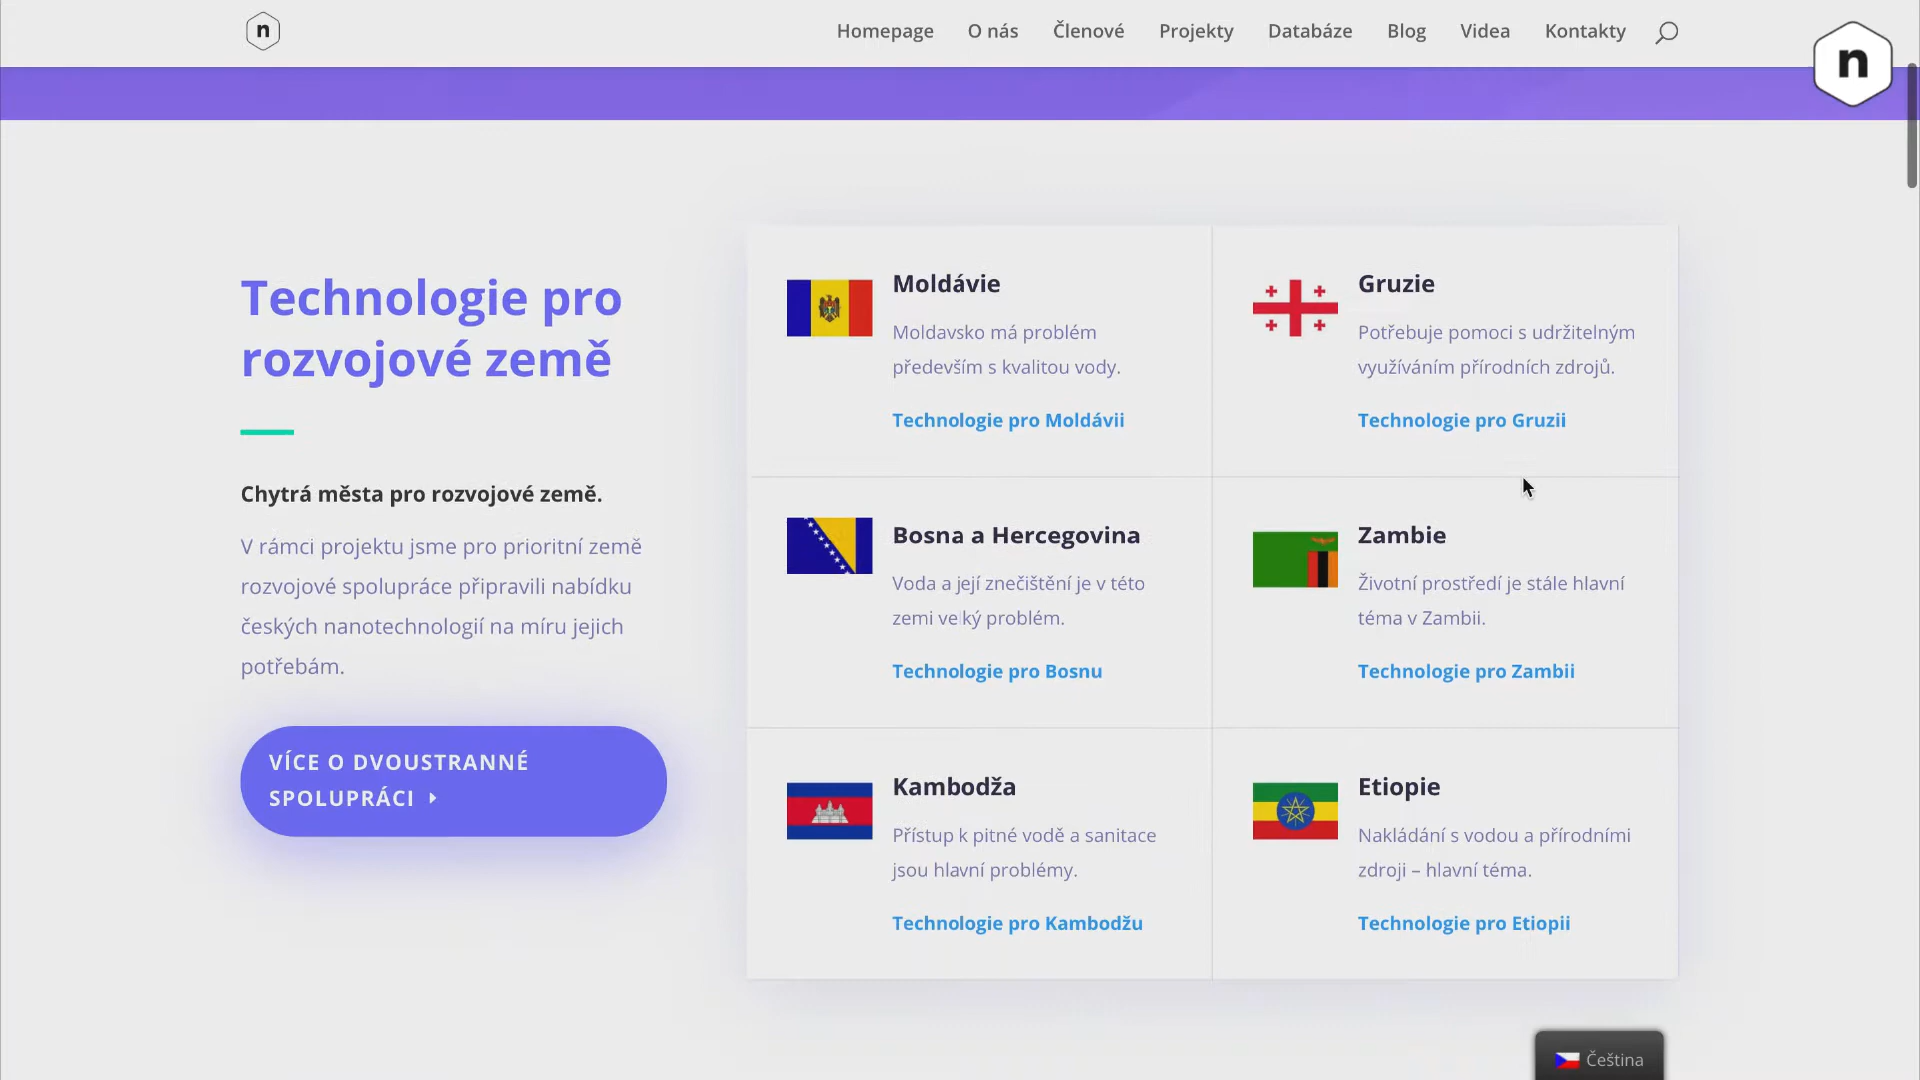 n
Homepage O nás Členové Projekty Databáze Blog Videa Kontakty
n
Technologie pro
rozvojové země
Chytrá města pro rozvojové země.
V rámci projektu jsme pro prioritní země
rozvojové spolupráce připravili nabídku
českých nanotechnologií na míru jejich
potřebám.
VÍCE O DVOUSTRANNÉ
SPOLUPRÁCI
Moldávie
Moldavsko má problém
především s kvalitou vody.
Technologie pro Moldávii
Gruzie
Potřebuje pomoci s udržitelným
využíváním přírodních zdrojů.
Technologie pro Gruzii
Bosna a Hercegovina
Voda a její znečištění je v této
zemi velký problém.
Technologie pro Bosnu
Zambie
Životní prostředí je stále hlavní
téma v Zambii.
Technologie pro Zambii
Kambodža
Přístup k pitné vodě a sanitace
jsou hlavní problémy.
Technologie pro Kambodžu
Etiopie
Nakládání s vodou a přírodními
zdroji – hlavní téma.
Technologie pro Etiopii
Čeština